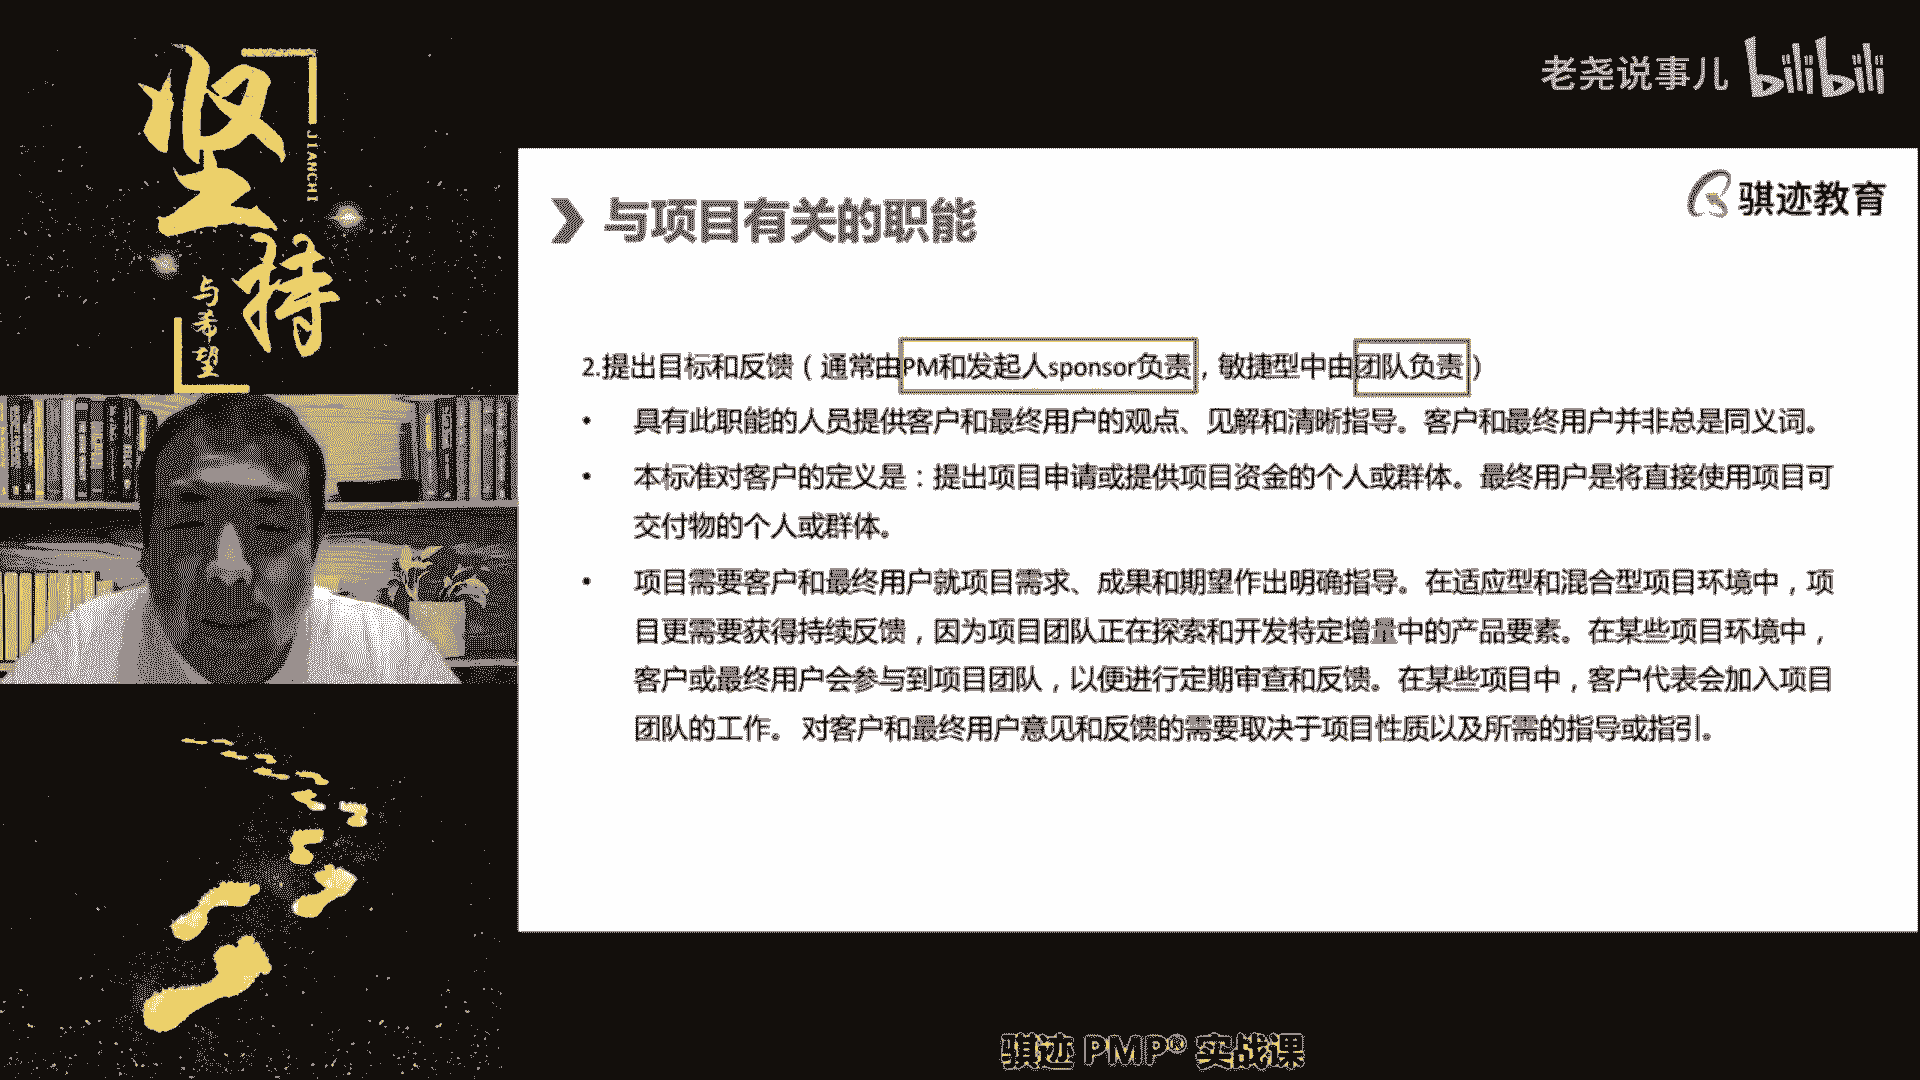 坚持
JIANCHI
与希望
老尧说事儿 bilibili
骐迹教育
与项目有关的职能
2.提出目标和反馈（通常由PM和发起人sponsor负责，敏捷型中由团队负责）
• 具有此职能的人员提供客户和最终用户的观点、见解和清晰指导。客户和最终用户并非总是同义词。
• 本标准对客户的定义是：提出项目申请或提供项目资金的个人或群体。最终用户是将直接使用项目可
交付物的个人或群体。
• 项目需要客户和最终用户就项目需求、成果和期望作出明确指导。在适应型和混合型项目环境中，项
目更需要获得持续反馈，因为项目团队正在探索和开发特定增量中的产品要素。在某些项目环境中，
客户或最终用户会参与到项目团队，以便进行定期审查和反馈。在某些项目中，客户代表会加入项目
团队的工作。 对客户和最终用户意见和反馈的需要取决于项目性质以及所需的指导或指引。
骐迹 PMP® 实战课